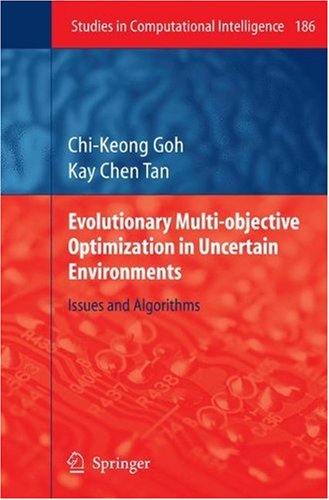 Studies in Computational Intelligence 186
Chi-Keong Goh
Kay Chen Tan
Evolutionary Multi-objective
Optimization in Uncertain
Environments
Issues and Algorithms
Springer